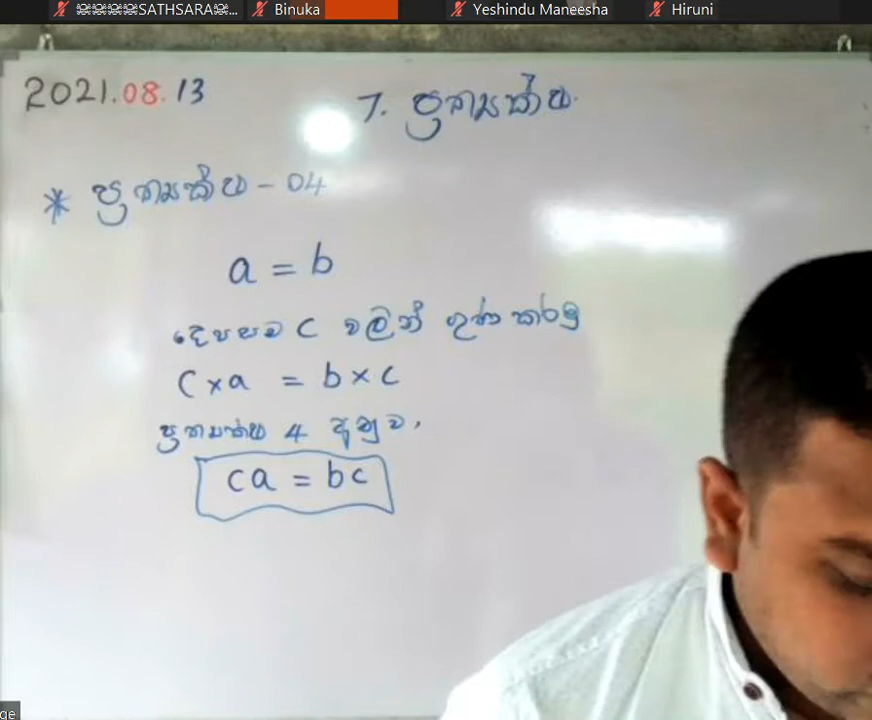 SATHSARA... Binuka Yeshindu Maneesha Hiruni
2021.08.13
7. ප්‍රත්‍යක්ෂ.
* ප්‍රත්‍යක්ෂ - 04
a = b
දෙපසම c වලින් ගුණ කරමු
c × a = b × c
ප්‍රත්‍යක්ෂ 4 අනුව,
ca = bc